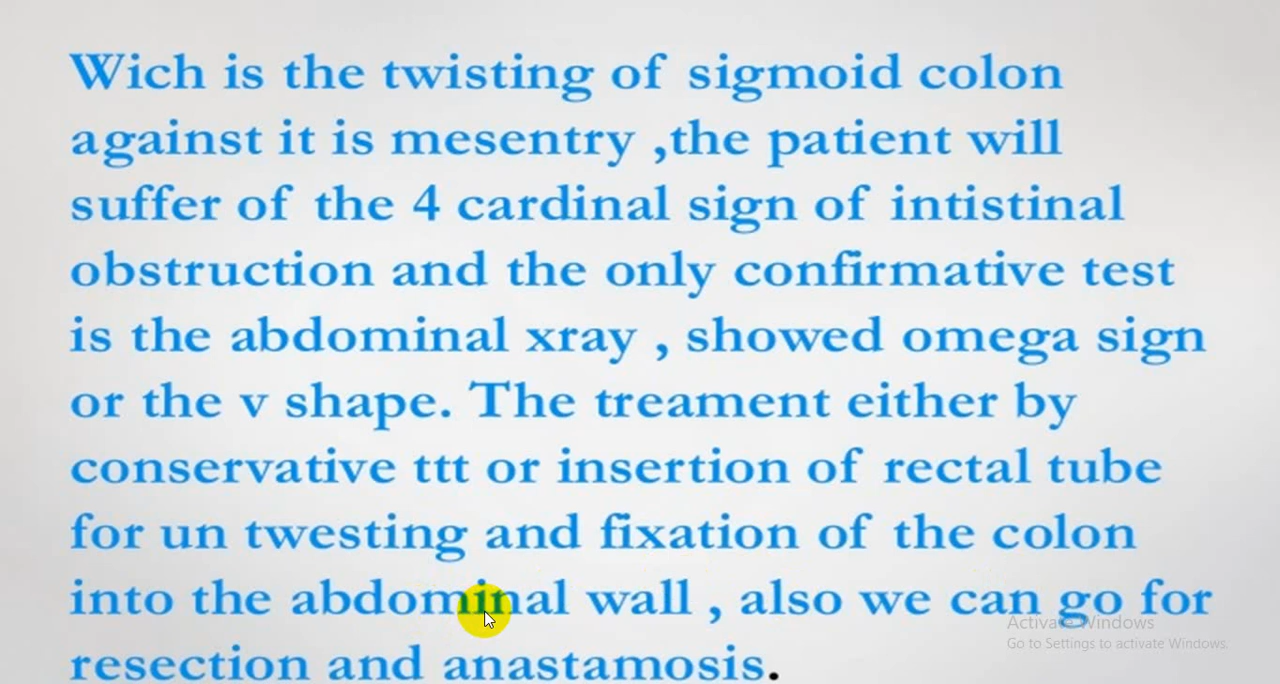 Wich is the twisting of sigmoid colon
against it is mesentry ,the patient will
suffer of the 4 cardinal sign of intistinal
obstruction and the only confirmative test
is the abdominal xray , showed omega sign
or the v shape. The treament either by
conservative ttt or insertion of rectal tube
for un twesting and fixation of the colon
into the abdominal wall , also we can go for
resection and anastamosis.
Activate Windows
Go to Settings to activate Windows.